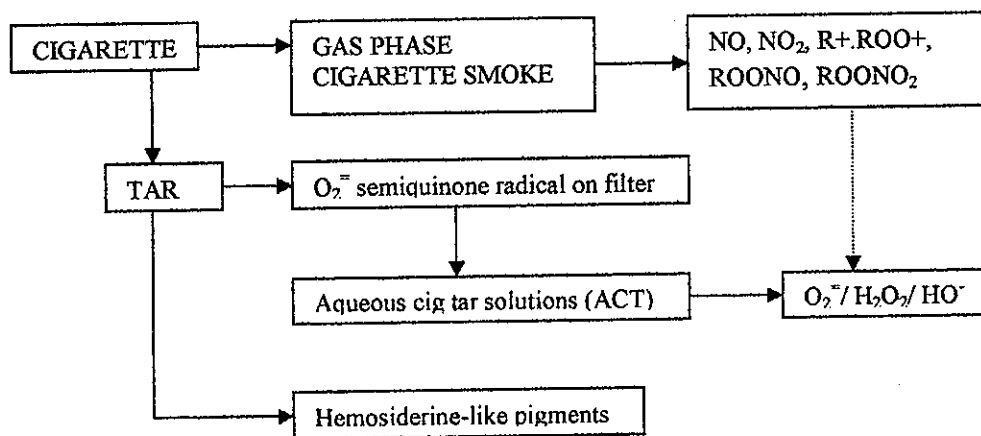 CIGARETTE
GAS PHASE
CIGARETTE SMOKE
NO, NO₂, R+.ROO+,
ROONO, ROONO₂
TAR
O₂⁼ semiquinone radical on filter
Aqueous cig tar solutions (ACT)
O₂⁼/ H₂O₂/ HO⁻
Hemosiderine-like pigments